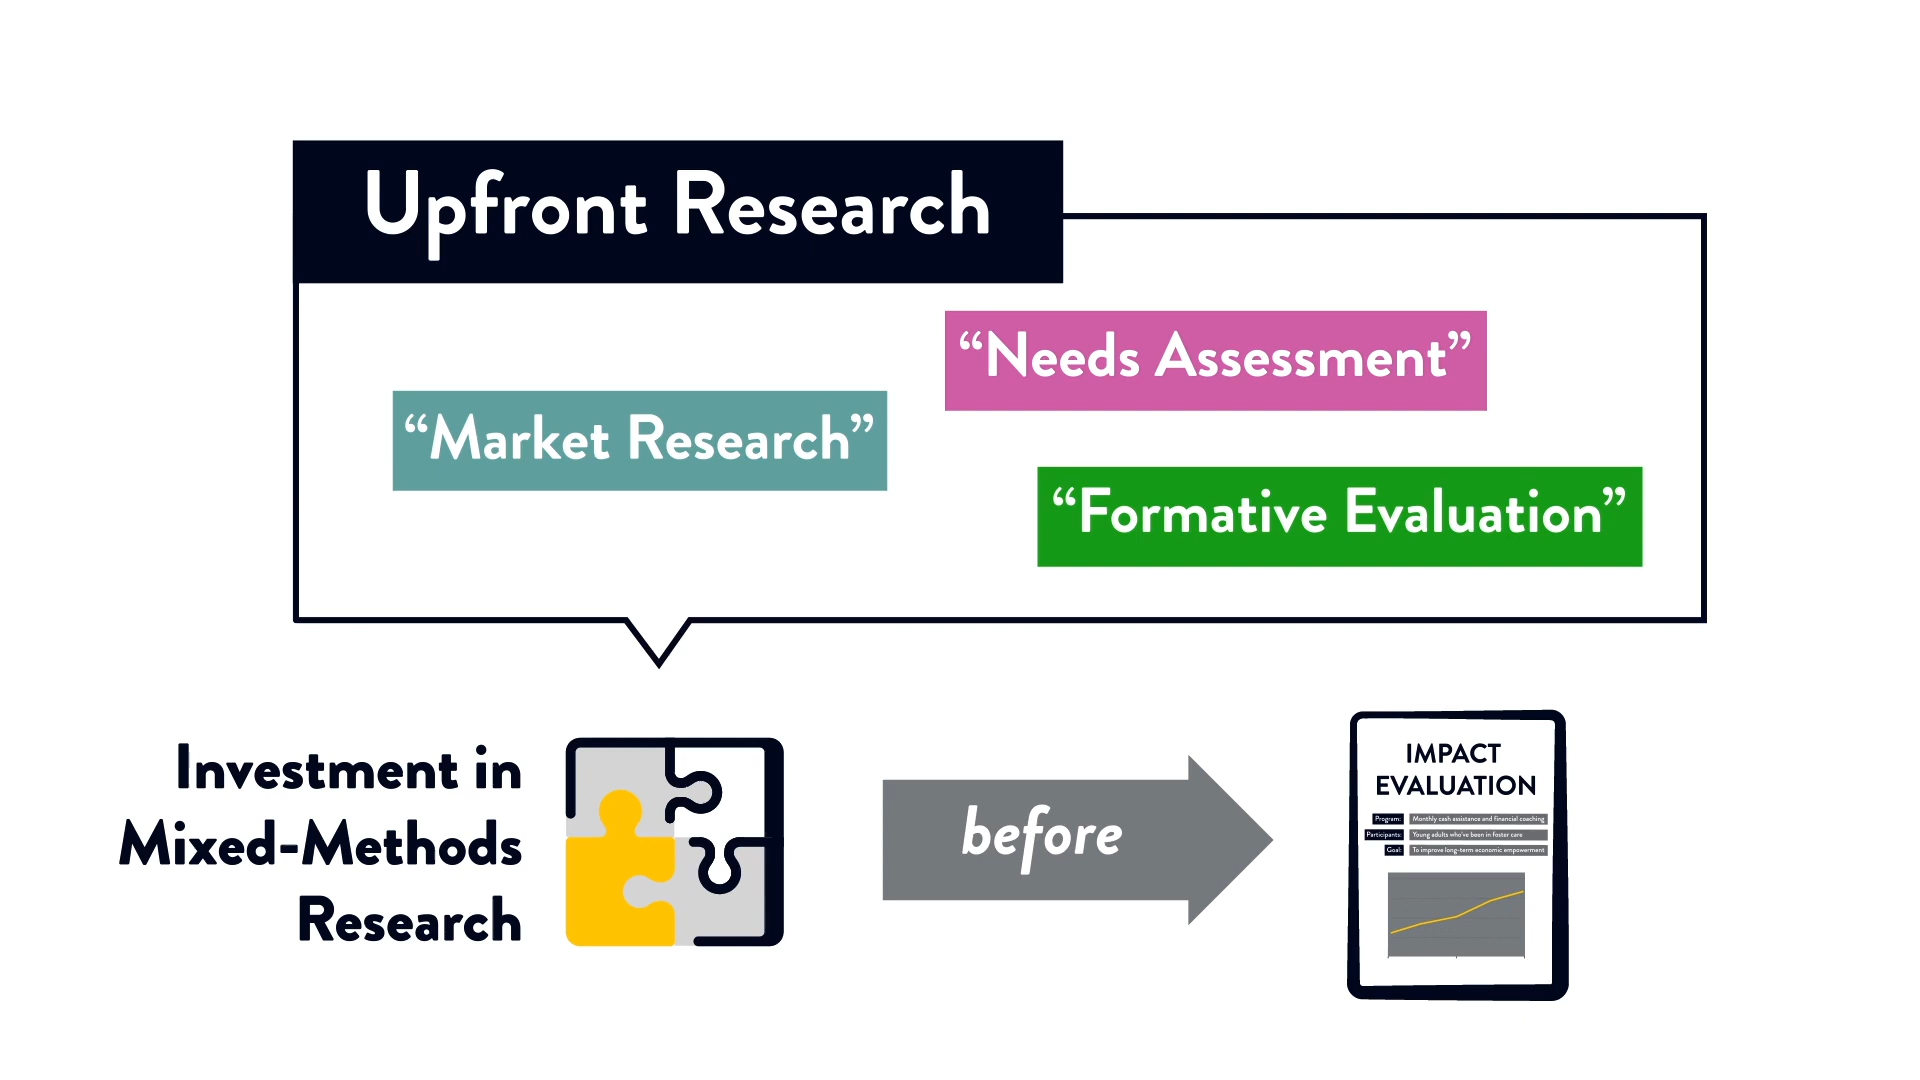 Upfront Research
“Needs Assessment”
“Market Research”
“Formative Evaluation”
Investment in
Mixed-Methods
Research
before
IMPACT
EVALUATION
Program: Monthly cash assistance and financial coaching
Participants: Young adults who've been in foster care
Goal: To improve long-term economic empowerment